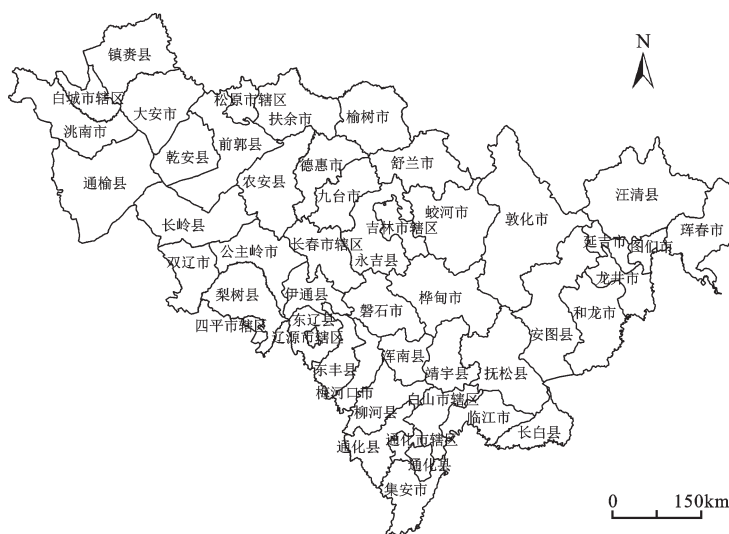 镇赉县
N
白城市辖区
大安市
松原市辖区
扶余市
榆树市
洮南市
前郭县
乾安县
德惠市
舒兰市
通榆县
农安县
九台市
汪清县
蛟河市
敦化市
长岭县
吉林市辖区
珲春市
延吉市
图们市
公主岭市
长春市辖区
双辽市
永吉县
龙井市
梨树县
伊通县
桦甸市
磐石市
和龙市
四平市辖区
东辽县
辽源市辖区
安图县
浑南县
东丰县
靖宇县
抚松县
梅河口市
白山市辖区
柳河县
临江市
长白县
通化县
通化市辖区
通化县
集安市
0 150km